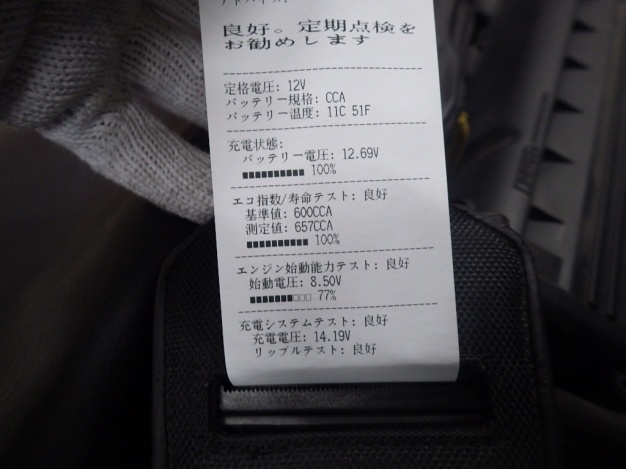 アドバイス:
良好。定期点検を
お勧めします
定格電圧: 12V
バッテリー規格: CCA
バッテリー温度: 11C 51F
充電状態:
バッテリー電圧: 12.69V
■■■■■■■■■■ 100%
エコ指数/寿命テスト: 良好
基準値: 600CCA
測定値: 657CCA
■■■■■■■■■■ 100%
エンジン始動能力テスト: 良好
始動電圧: 8.50V
■■■■■■■□□□ 77%
充電システムテスト: 良好
充電電圧: 14.19V
リップルテスト: 良好